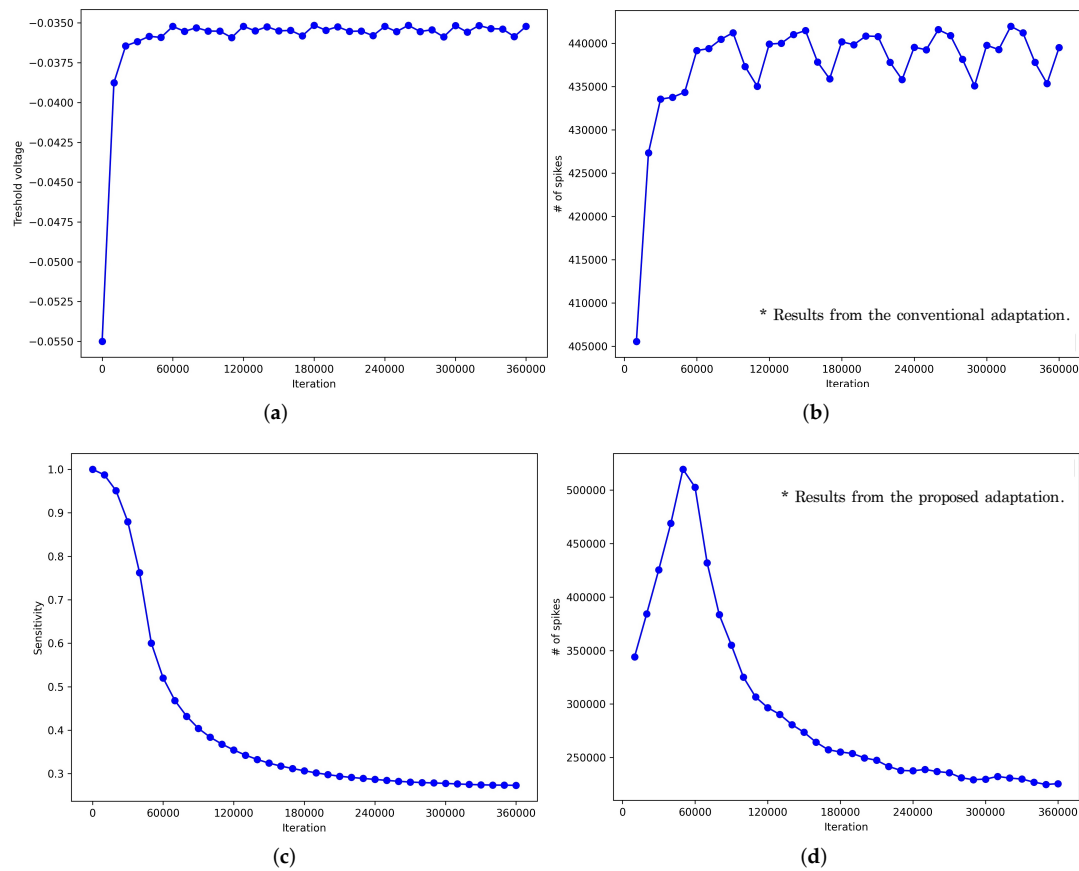 −0.0350
−0.0375
−0.0400
−0.0425
−0.0450
−0.0475
−0.0500
−0.0525
−0.0550
Treshold voltage
0 60000 120000 180000 240000 300000 360000
Iteration
(a)
440000
435000
430000
425000
420000
415000
410000
405000
# of spikes
* Results from the conventional adaptation.
0 60000 120000 180000 240000 300000 360000
Iteration
(b)
1.0
0.9
0.8
0.7
0.6
0.5
0.4
0.3
Sensitivity
0 60000 120000 180000 240000 300000 360000
Iteration
(c)
500000
450000
400000
350000
300000
250000
# of spikes
* Results from the proposed adaptation.
0 60000 120000 180000 240000 300000 360000
Iteration
(d)